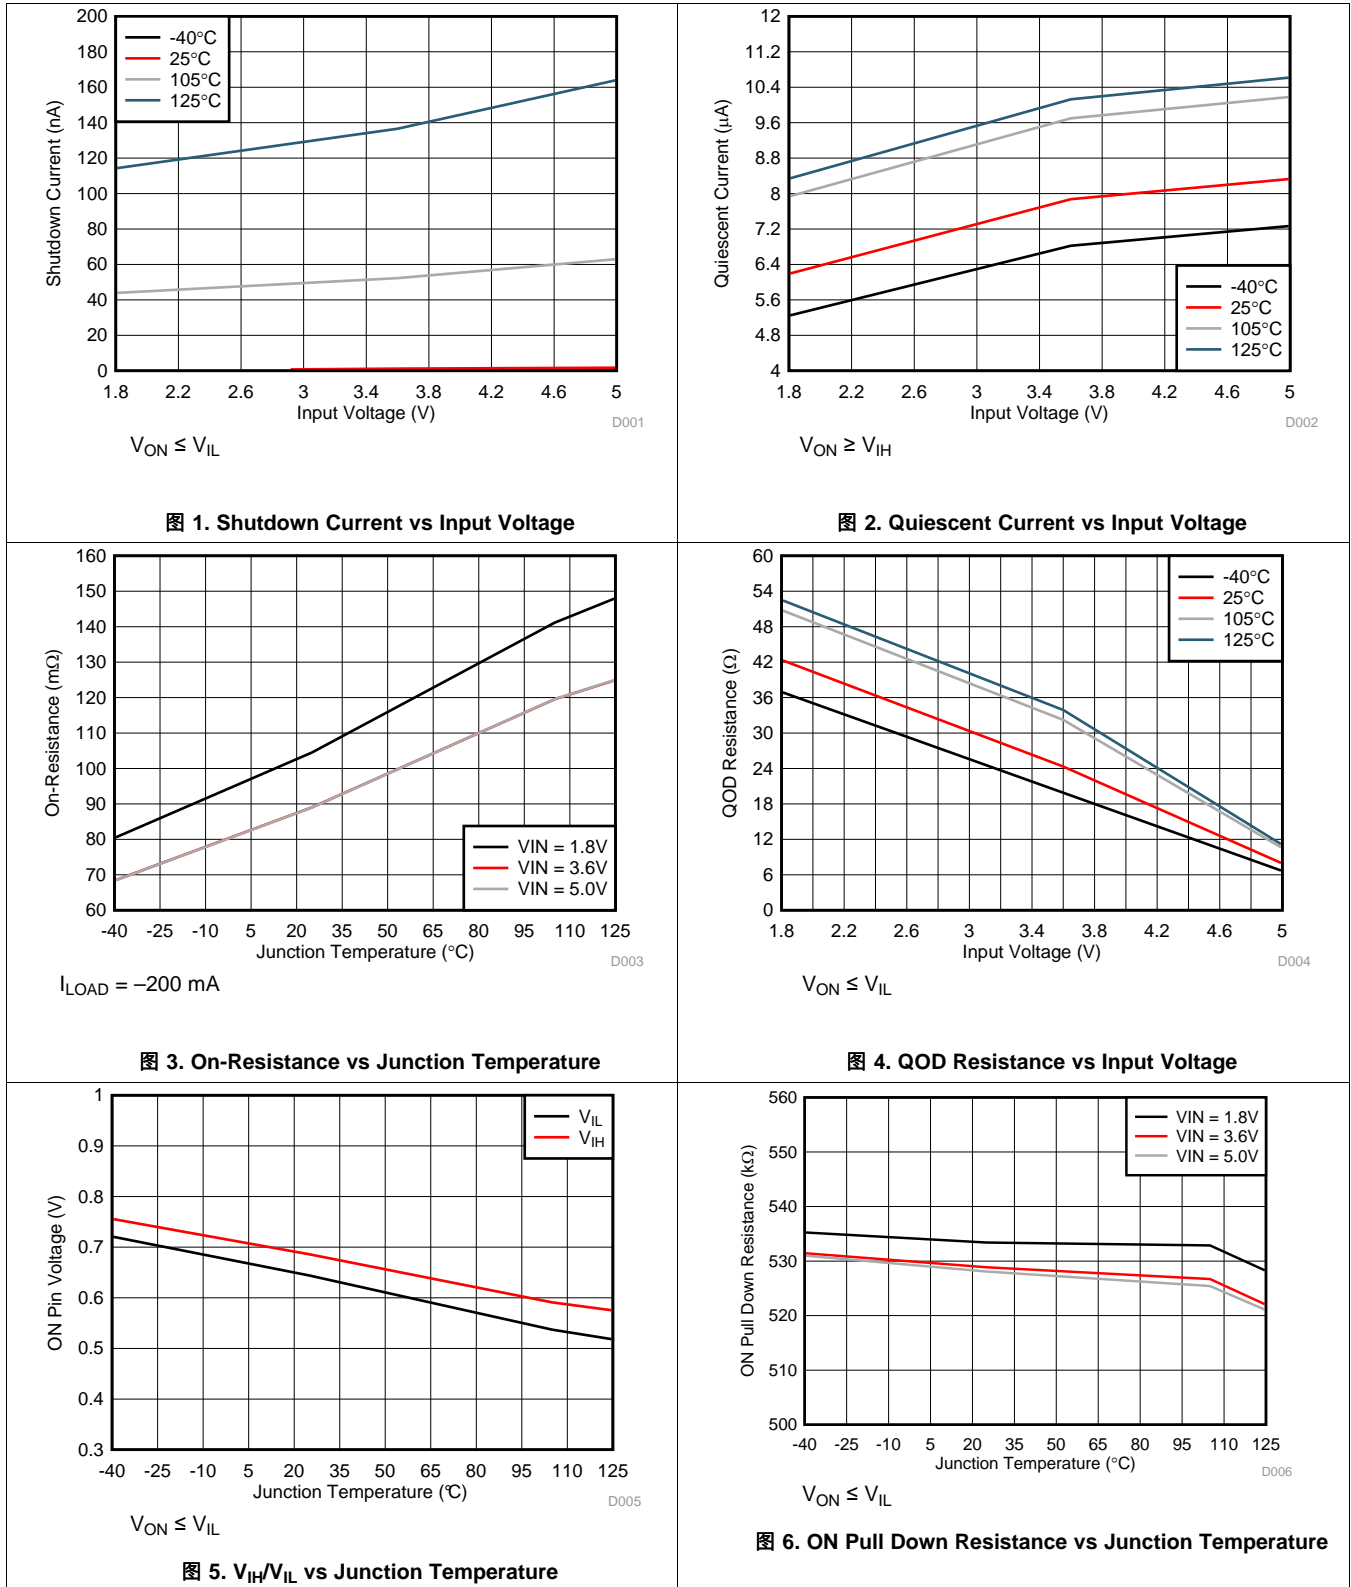 200
180
160
140
120
100
80
60
40
20
0
Shutdown Current (nA)
-40°C
25°C
105°C
125°C
1.8 2.2 2.6 3 3.4 3.8 4.2 4.6 5
Input Voltage (V)
D001
VON ≤ VIL
图 1. Shutdown Current vs Input Voltage
12
11.2
10.4
9.6
8.8
8
7.2
6.4
5.6
4.8
4
Quiescent Current (μA)
-40°C
25°C
105°C
125°C
1.8 2.2 2.6 3 3.4 3.8 4.2 4.6 5
Input Voltage (V)
D002
VON ≥ VIH
图 2. Quiescent Current vs Input Voltage
160
150
140
130
120
110
100
90
80
70
60
On-Resistance (mΩ)
VIN = 1.8V
VIN = 3.6V
VIN = 5.0V
-40 -25 -10 5 20 35 50 65 80 95 110 125
Junction Temperature (°C)
D003
ILOAD = –200 mA
图 3. On-Resistance vs Junction Temperature
60
54
48
42
36
30
24
18
12
6
0
QOD Resistance (Ω)
-40°C
25°C
105°C
125°C
1.8 2.2 2.6 3 3.4 3.8 4.2 4.6 5
Input Voltage (V)
D004
VON ≤ VIL
图 4. QOD Resistance vs Input Voltage
1
0.9
0.8
0.7
0.6
0.5
0.4
0.3
ON Pin Voltage (V)
VIL
VIH
-40 -25 -10 5 20 35 50 65 80 95 110 125
Junction Temperature (°C)
D005
VON ≤ VIL
图 5. VIH/VIL vs Junction Temperature
560
550
540
530
520
510
500
ON Pull Down Resistance (kΩ)
VIN = 1.8V
VIN = 3.6V
VIN = 5.0V
-40 -25 -10 5 20 35 50 65 80 95 110 125
Junction Temperature (°C)
D006
VON ≤ VIL
图 6. ON Pull Down Resistance vs Junction Temperature